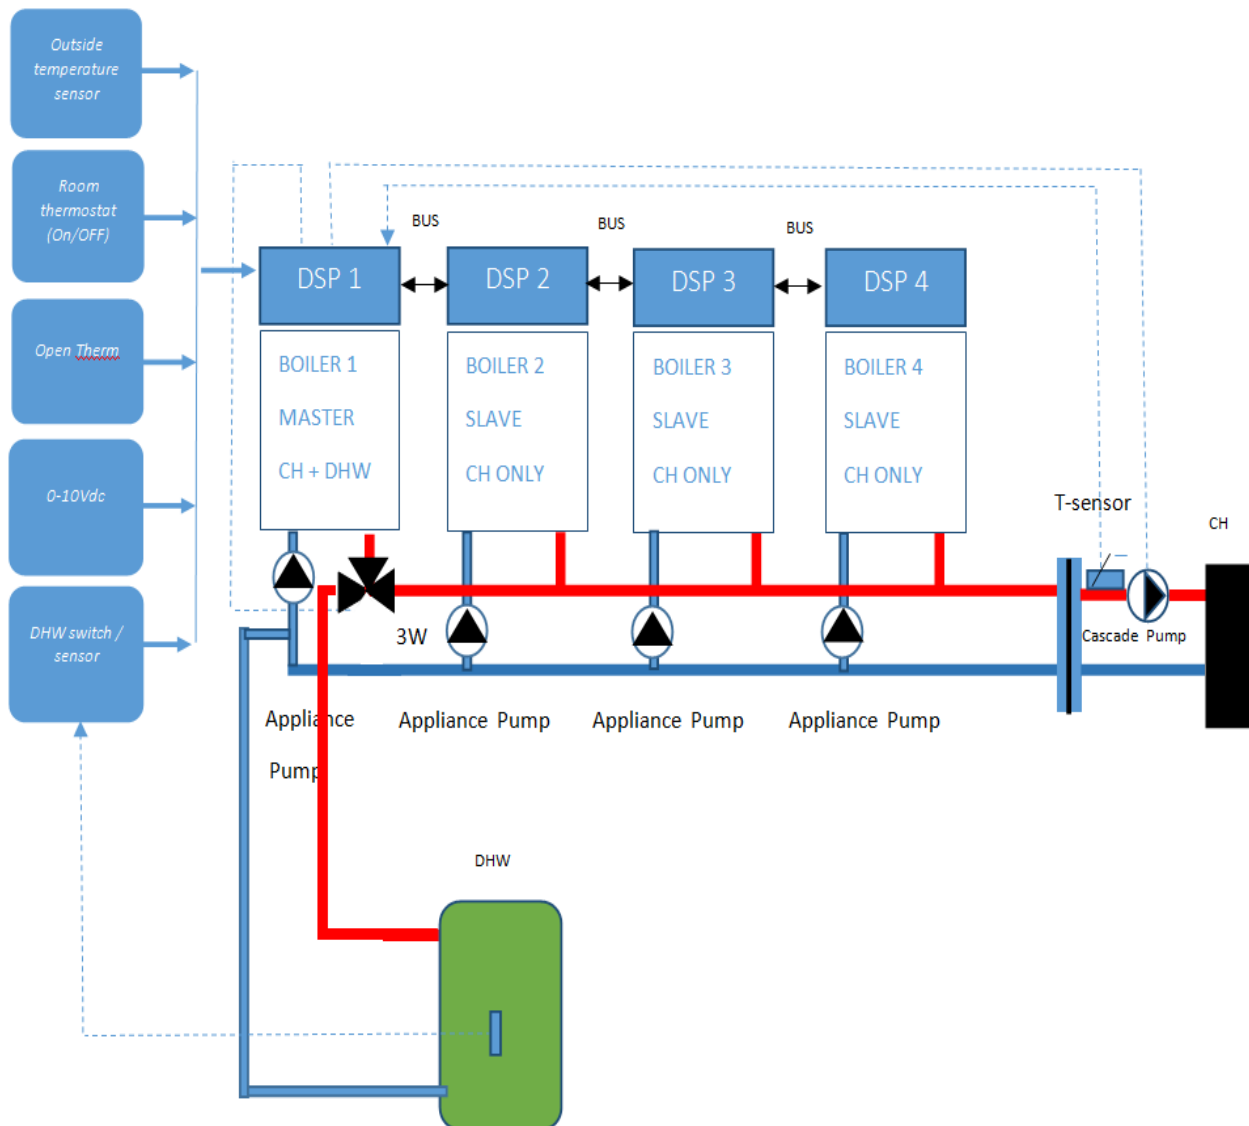 Outside
temperature
sensor
Room
thermostat
(On/OFF)
Open Therm
0-10Vdc
DHW switch /
sensor
BUS
BUS
BUS
DSP 1
DSP 2
DSP 3
DSP 4
BOILER 1
MASTER
CH + DHW
BOILER 2
SLAVE
CH ONLY
BOILER 3
SLAVE
CH ONLY
BOILER 4
SLAVE
CH ONLY
T-sensor
CH
3W
Cascade Pump
Appliance
Pump
Appliance Pump
Appliance Pump
Appliance Pump
DHW